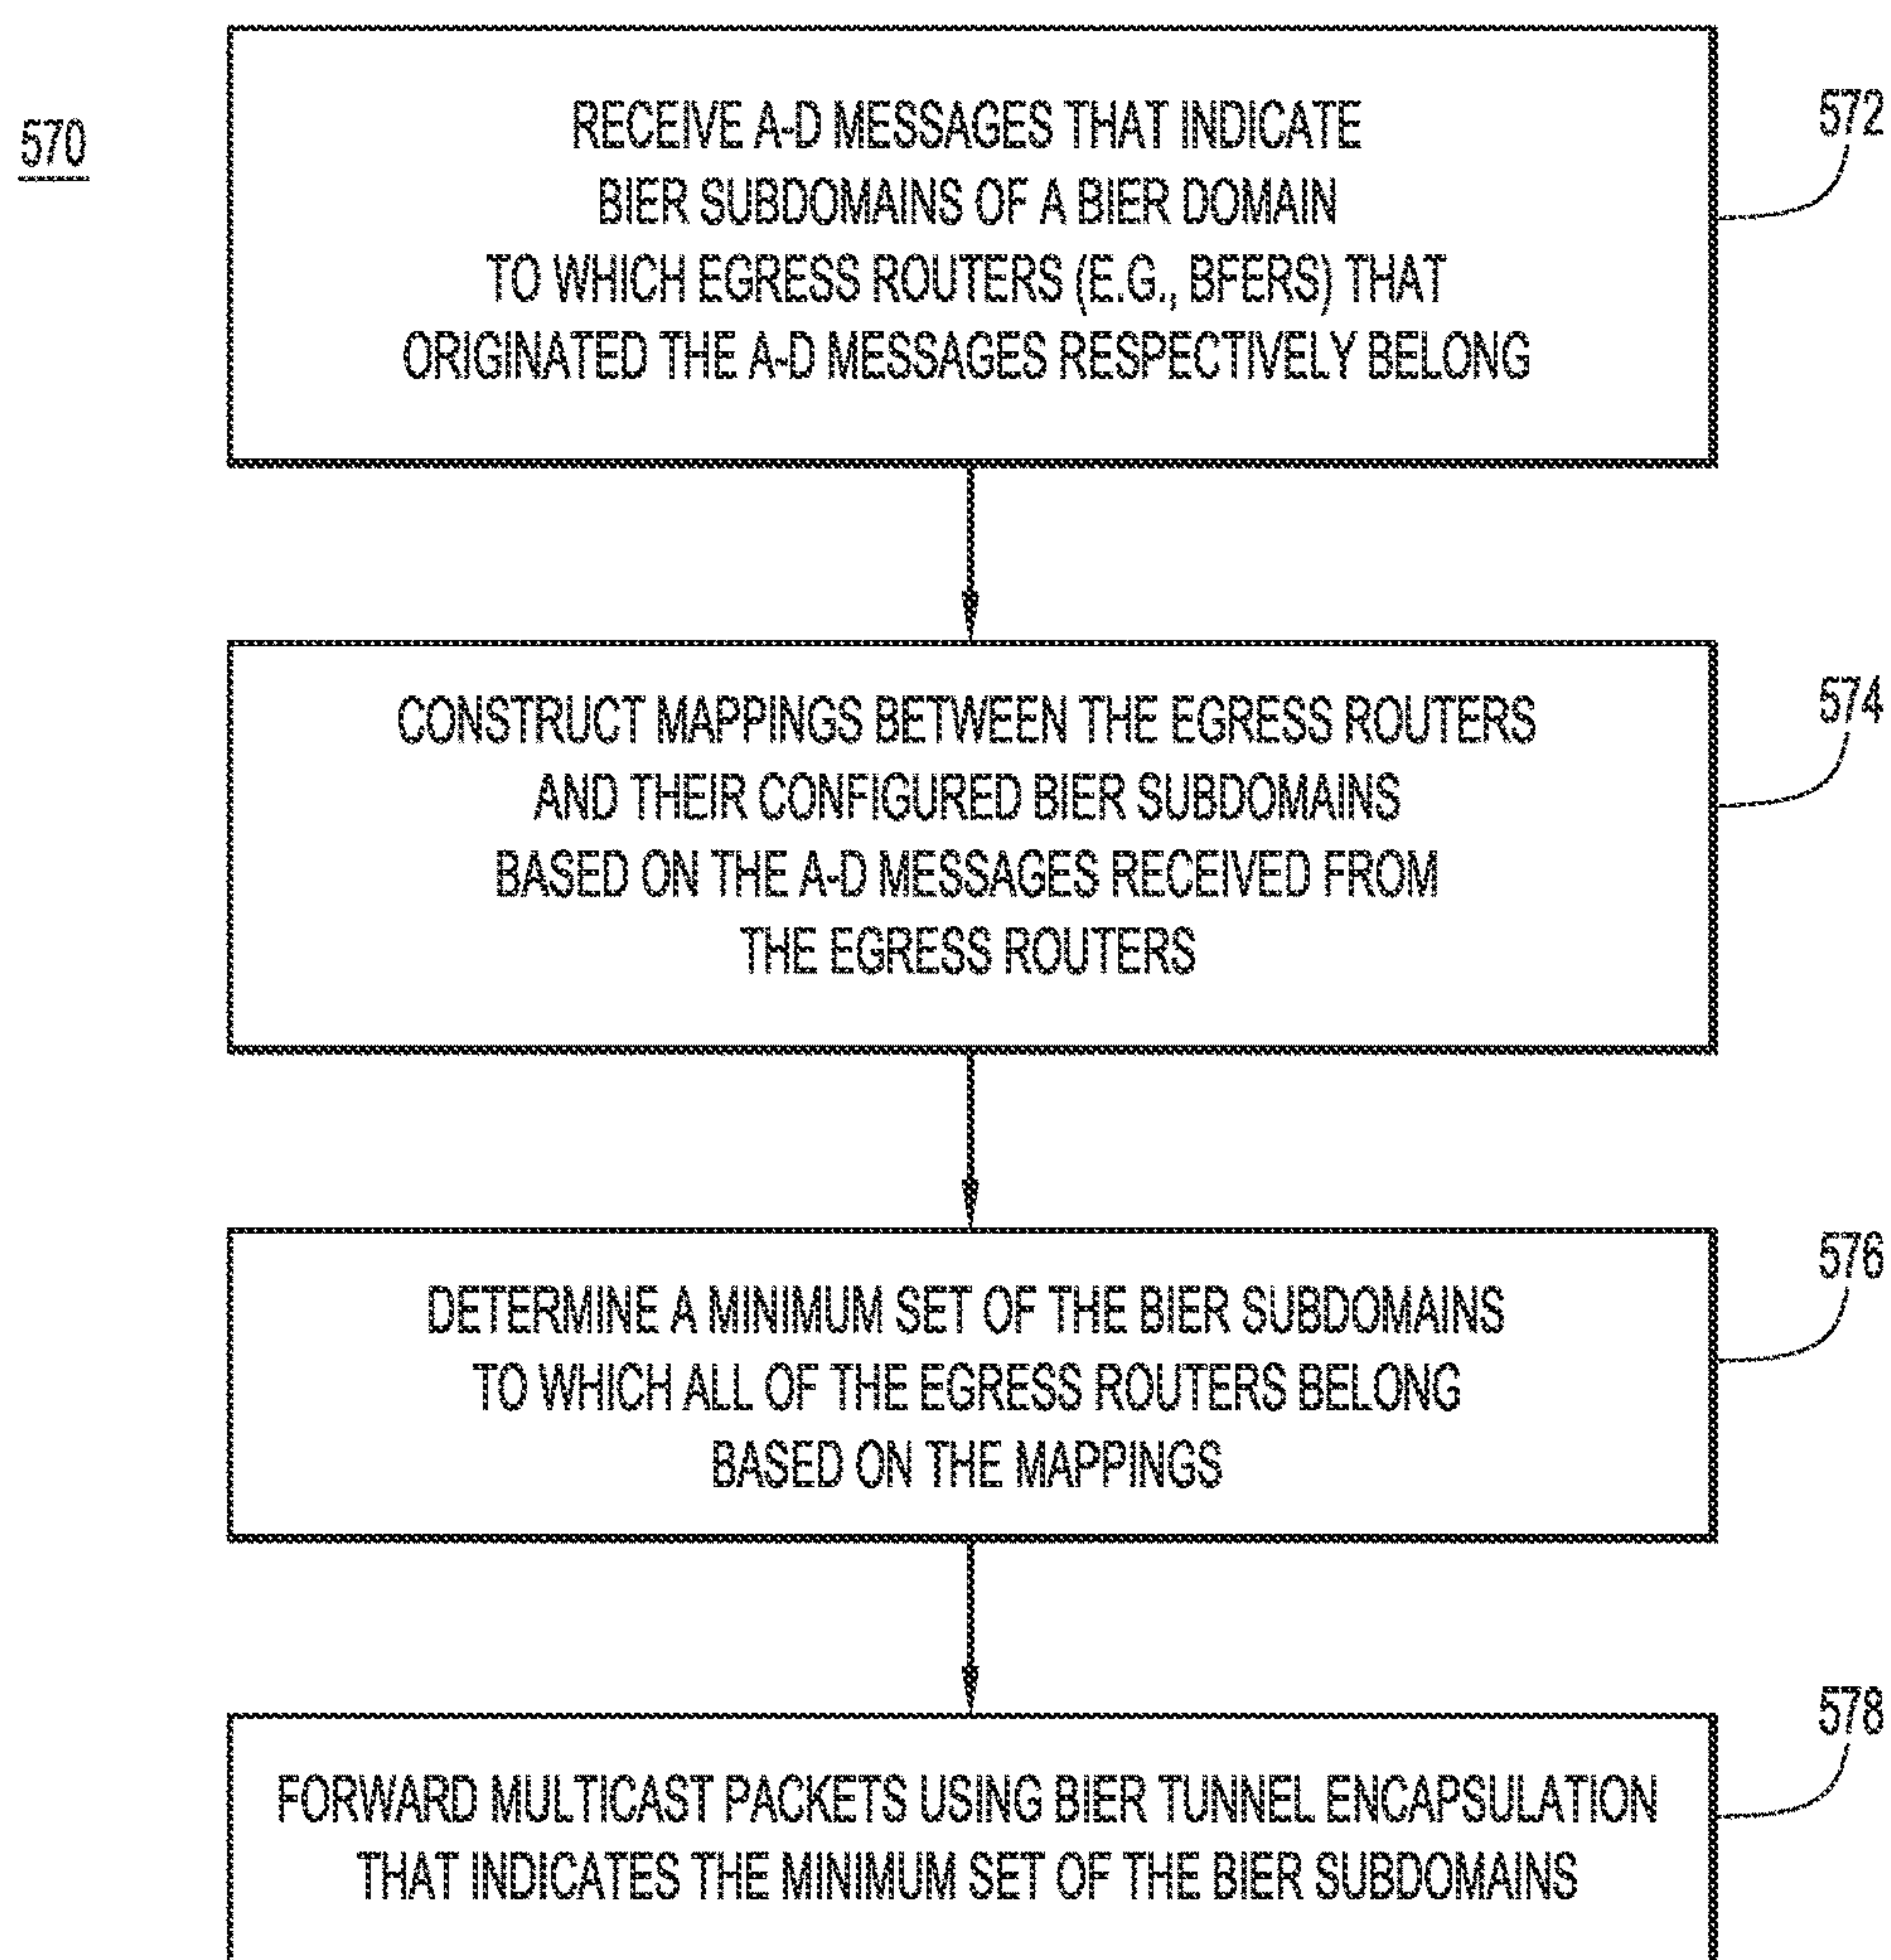 570
RECEIVE A-D MESSAGES THAT INDICATE
BIER SUBDOMAINS OF A BIER DOMAIN
TO WHICH EGRESS ROUTERS (E.G., BFERS) THAT
ORIGINATED THE A-D MESSAGES RESPECTIVELY BELONG
572
CONSTRUCT MAPPINGS BETWEEN THE EGRESS ROUTERS
AND THEIR CONFIGURED BIER SUBDOMAINS
BASED ON THE A-D MESSAGES RECEIVED FROM
THE EGRESS ROUTERS
574
DETERMINE A MINIMUM SET OF THE BIER SUBDOMAINS
TO WHICH ALL OF THE EGRESS ROUTERS BELONG
BASED ON THE MAPPINGS
576
FORWARD MULTICAST PACKETS USING BIER TUNNEL ENCAPSULATION
THAT INDICATES THE MINIMUM SET OF THE BIER SUBDOMAINS
578